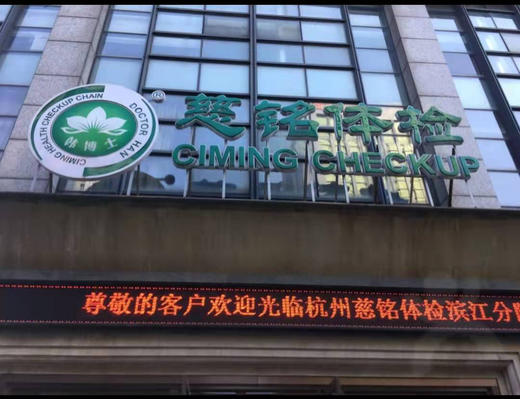 CIMING HEALTH CHECKUP CHAIN
DOCTOR HAN
韩博士
®
慈铭体检
CIMING CHECKUP
尊敬的客户欢迎光临杭州慈铭体检滨江分